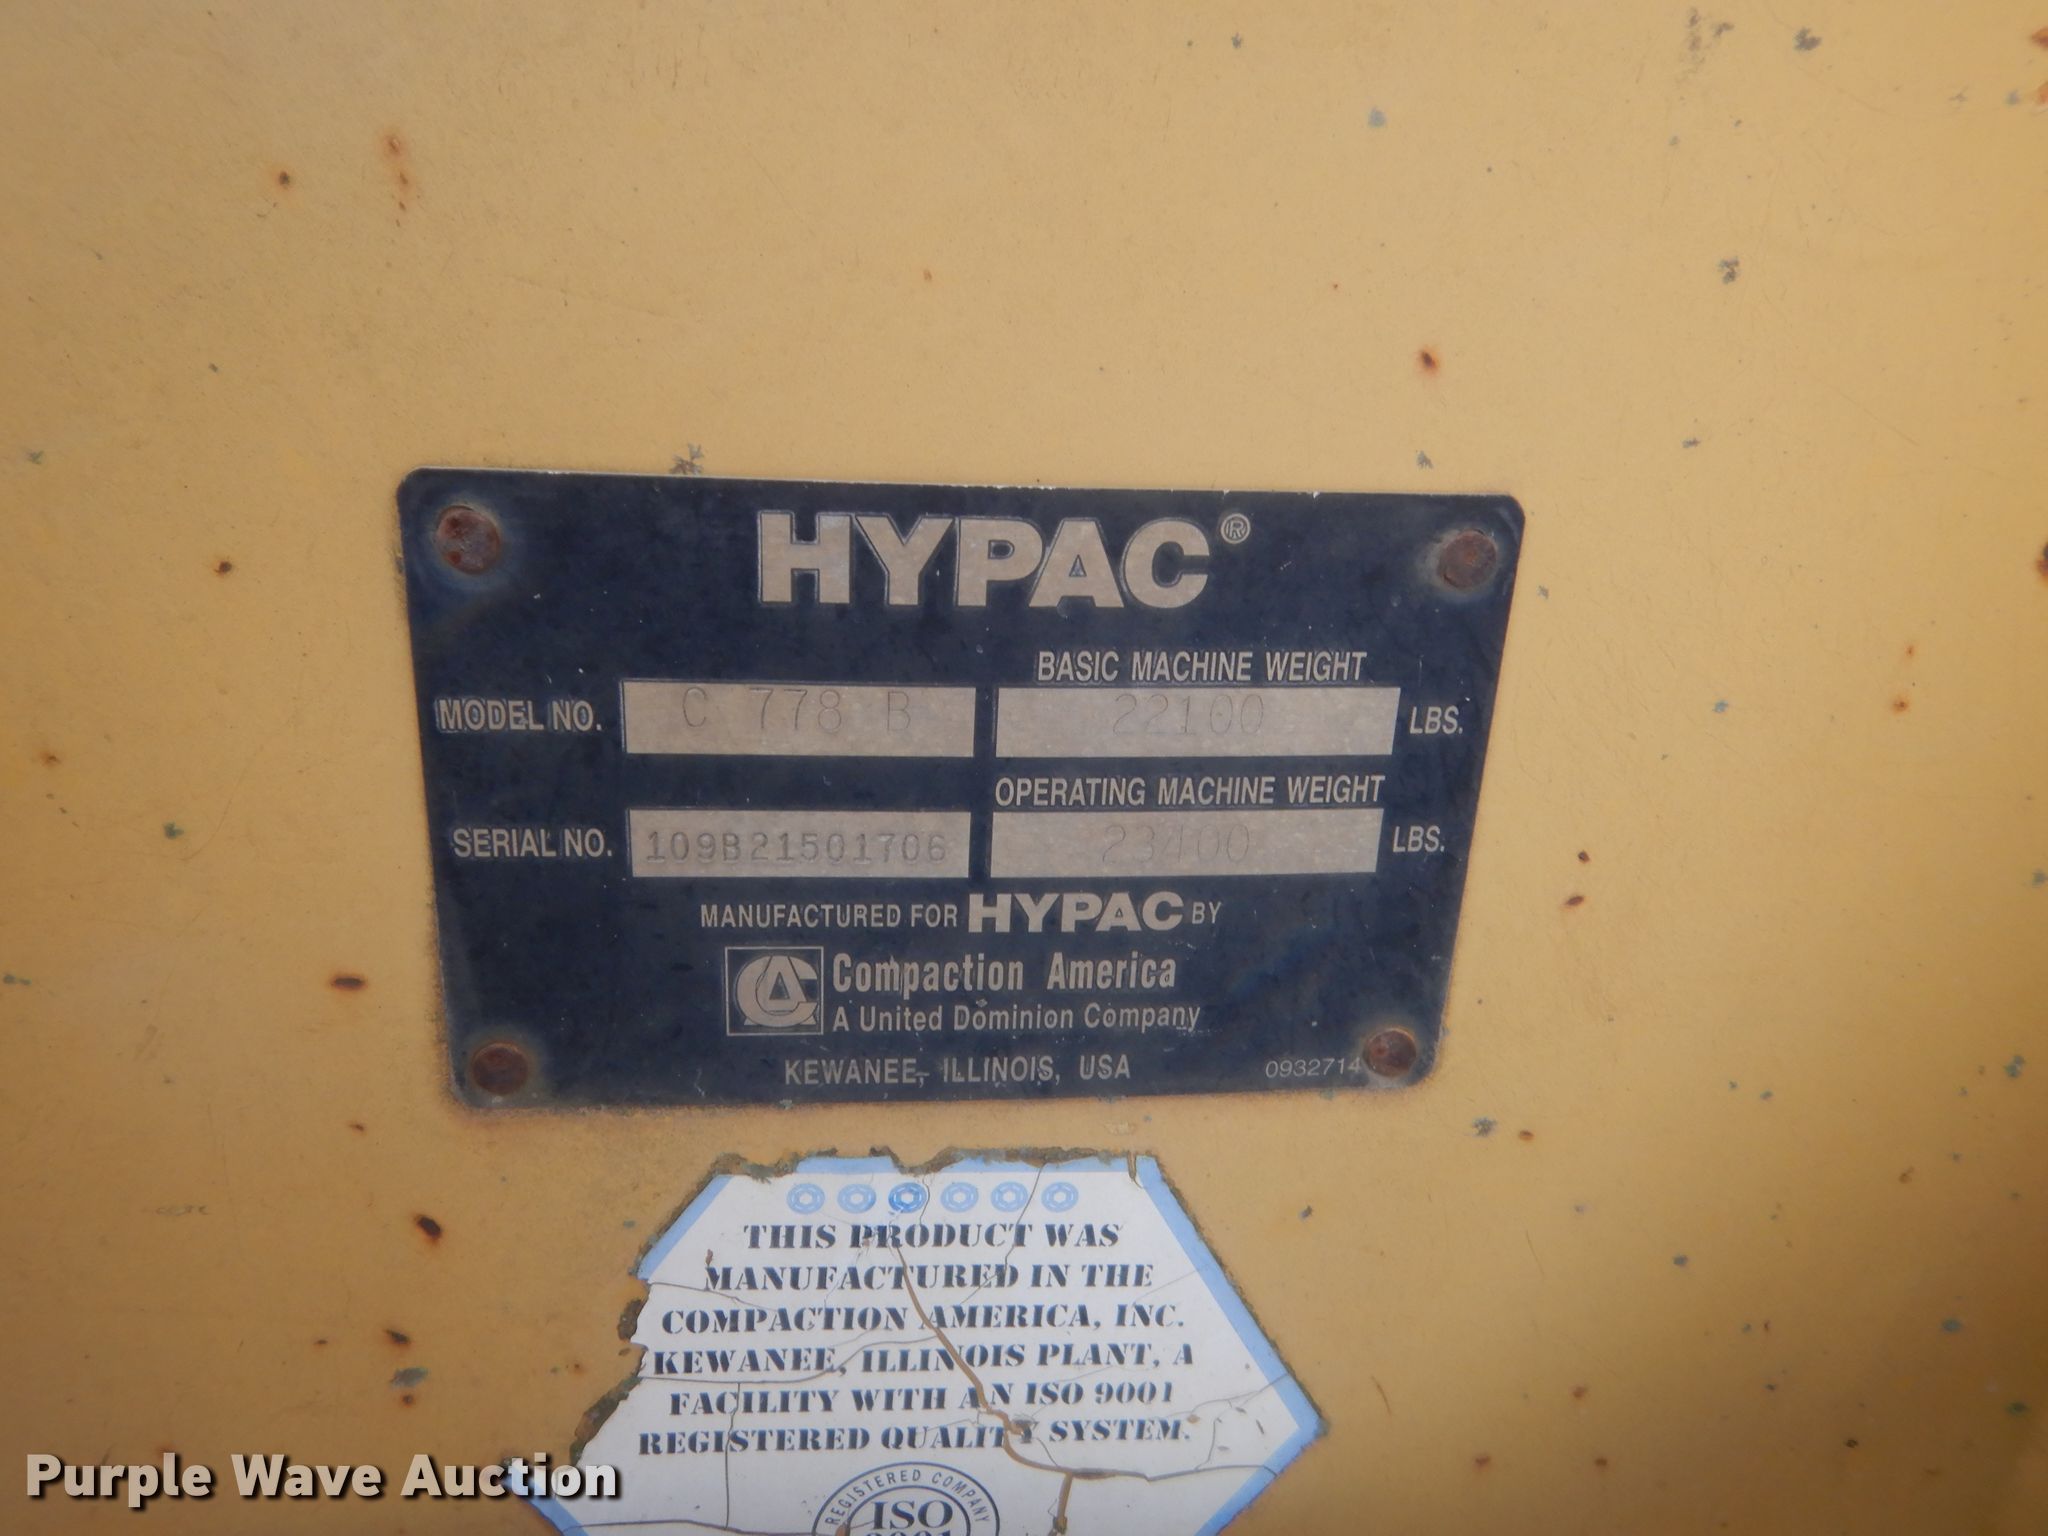 HYPAC®
BASIC MACHINE WEIGHT
MODEL NO. C 778 B 22100 LBS.
OPERATING MACHINE WEIGHT
SERIAL NO. 109B21501706 23400 LBS.
MANUFACTURED FOR HYPAC BY
CA Compaction America
A United Dominion Company
KEWANEE, ILLINOIS, USA 0932714
THIS PRODUCT WAS
MANUFACTURED IN THE
COMPACTION AMERICA, INC.
KEWANEE, ILLINOIS PLANT, A
FACILITY WITH AN ISO 9001
REGISTERED QUALITY SYSTEM.
REGISTERED COMPANY
ISO
9001
Purple Wave Auction